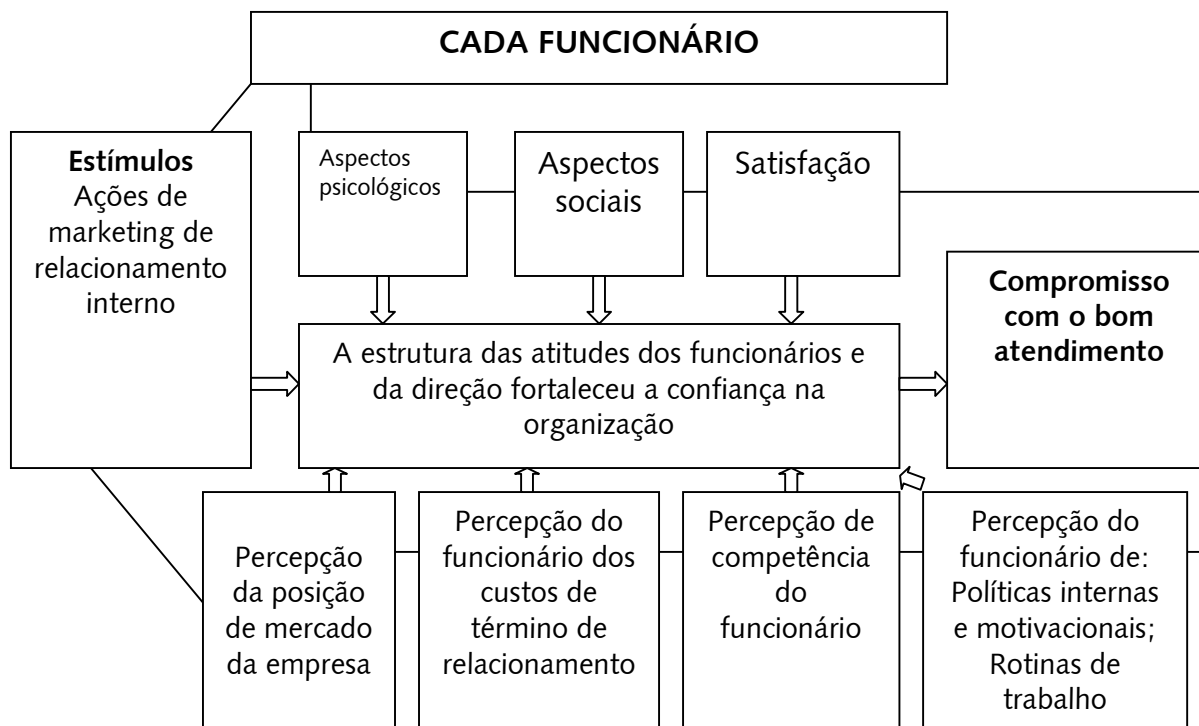 CADA FUNCIONÁRIO
Estímulos
Ações de
marketing de
relacionamento
interno
Aspectos
psicológicos
Aspectos
sociais
Satisfação
Compromisso
com o bom
atendimento
A estrutura das atitudes dos funcionários e
da direção fortaleceu a confiança na
organização
Percepção
da posição
de mercado
da empresa
Percepção do
funcionário dos
custos de
término de
relacionamento
Percepção de
competência
do
funcionário
Percepção do
funcionário de:
Políticas internas
e motivacionais;
Rotinas de
trabalho